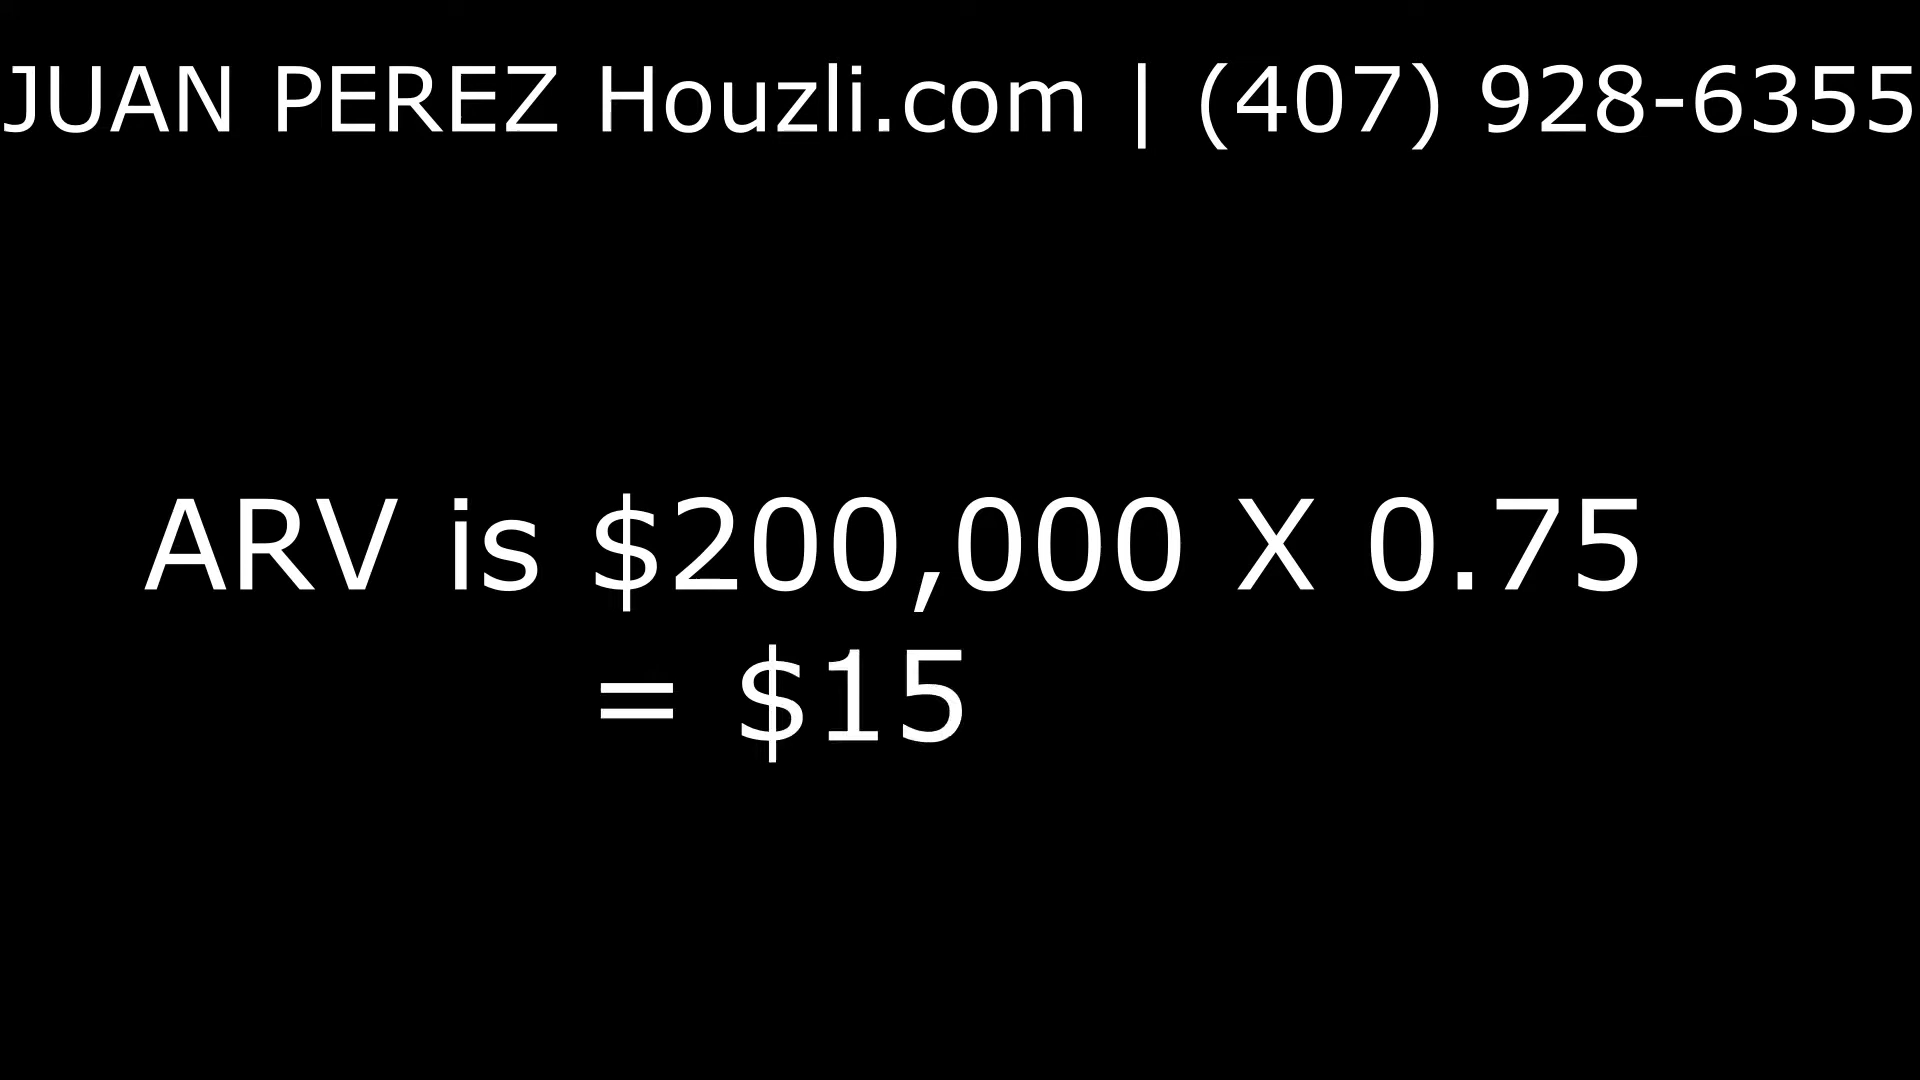 JUAN PEREZ Houzli.com | (407) 928-6355
ARV is $200,000 X 0.75
= $15